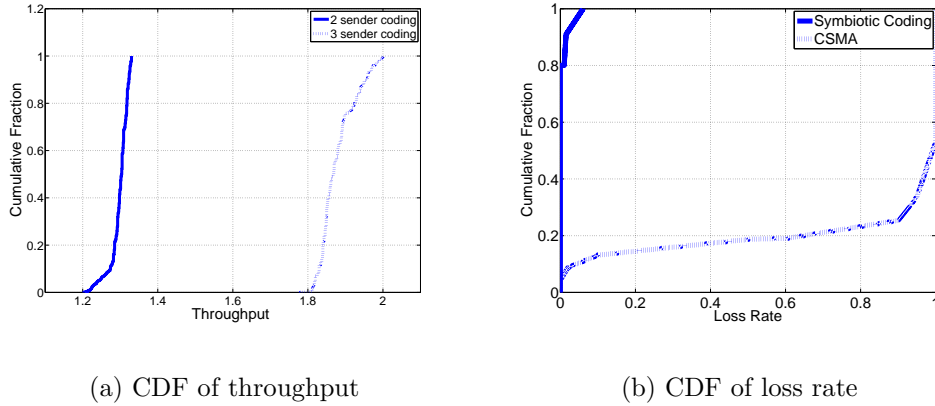 1.2
1
0.8
0.6
0.4
0.2
0
Cumulative Fraction
2 sender coding
3 sender coding
1.2 1.4 1.6 1.8 2
Throughput
(a) CDF of throughput
1
0.8
0.6
0.4
0.2
0
Cumulative Fraction
Symbiotic Coding
CSMA
0 0.2 0.4 0.6 0.8 1
Loss Rate
(b) CDF of loss rate